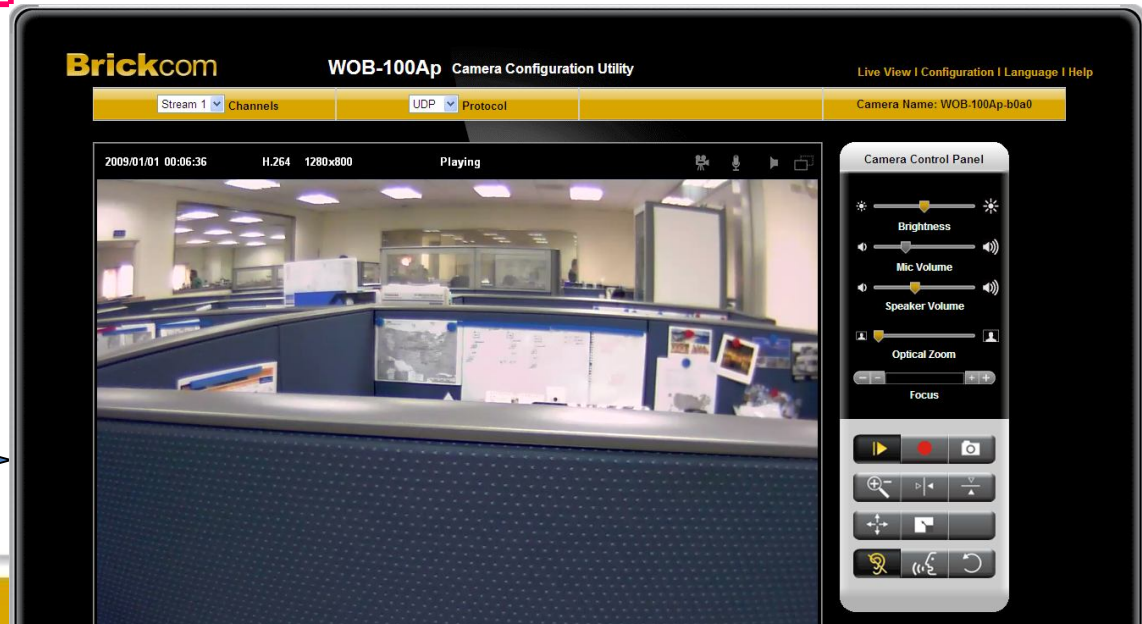 Brickcom
WOB-100Ap Camera Configuration Utility
Live View I Configuration I Language I Help
Stream 1 Channels
UDP Protocol
Camera Name: WOB-100Ap-b0a0
2009/01/01 00:06:36 H.264 1280x800 Playing
Camera Control Panel
Brightness
Mic Volume
Speaker Volume
Optical Zoom
Focus